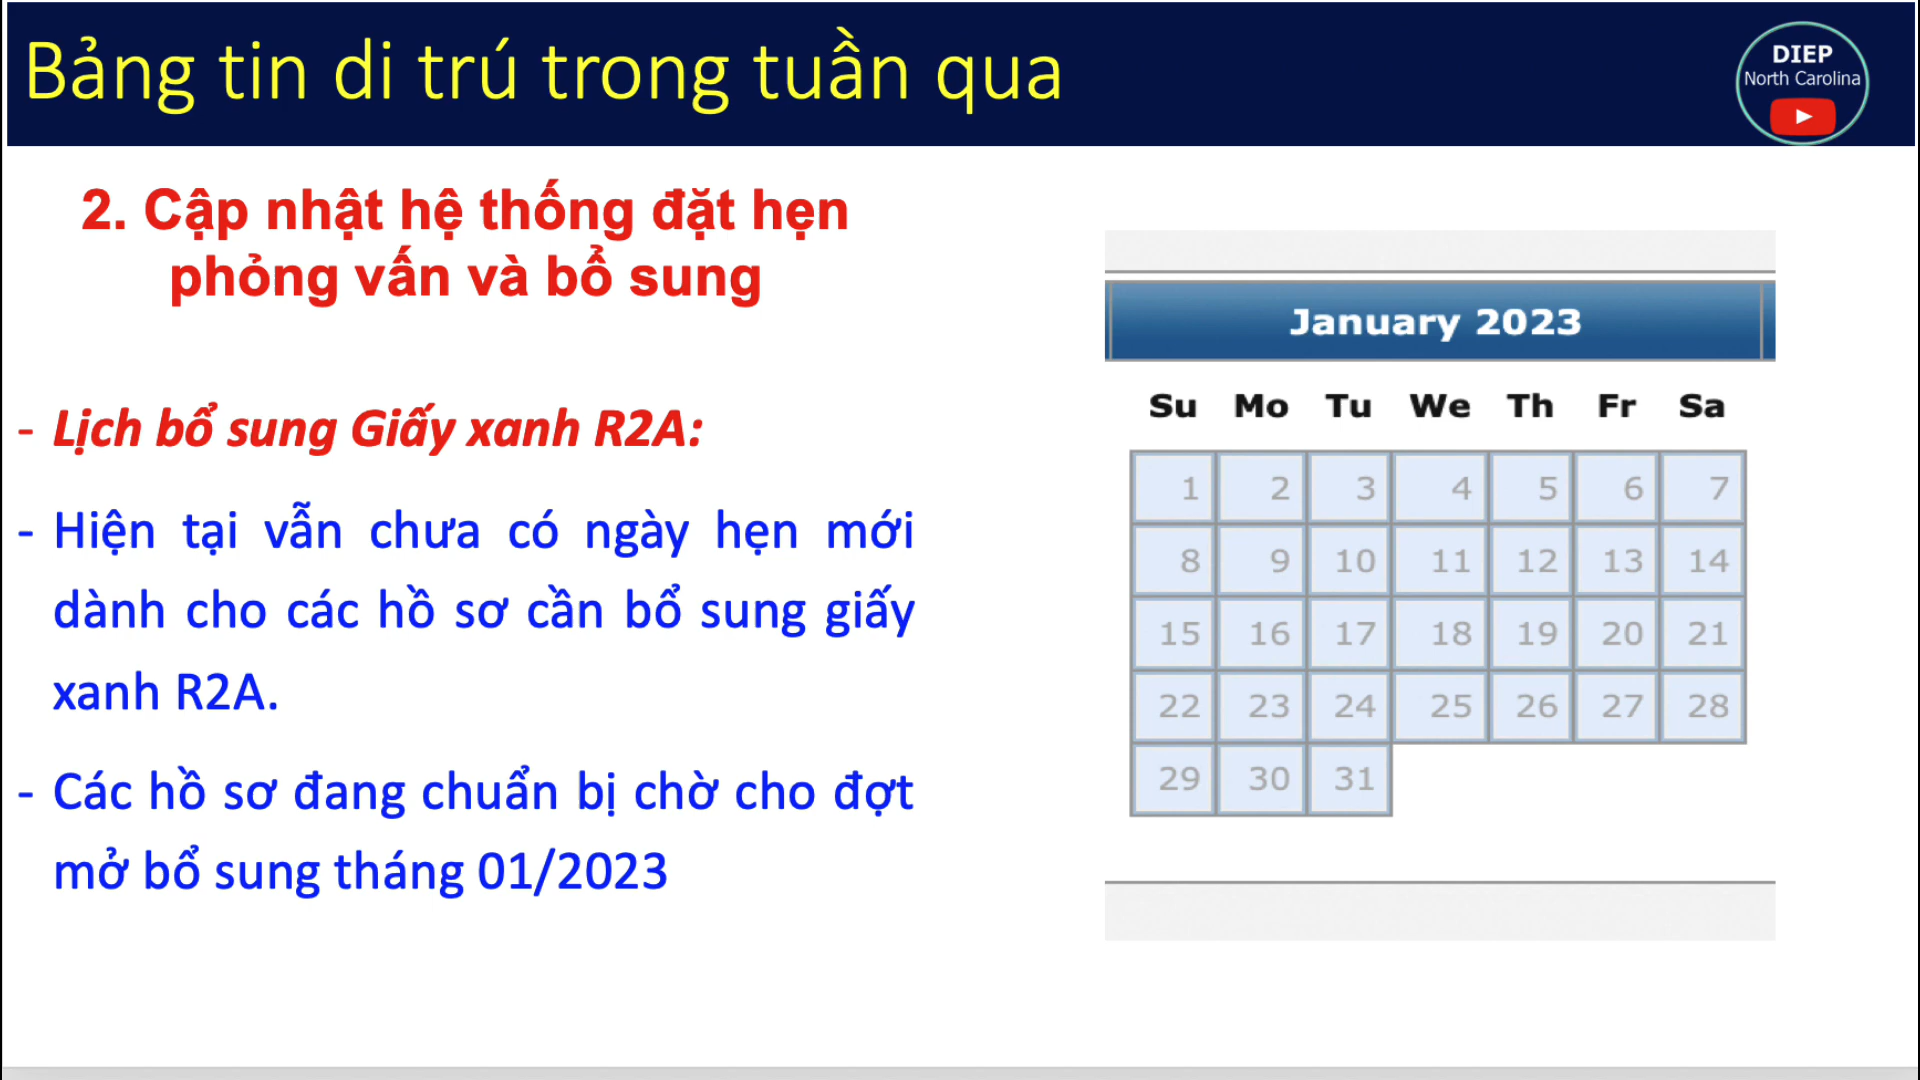 Bảng tin di trú trong tuần qua
DIEP
North Carolina
2. Cập nhật hệ thống đặt hẹn
phỏng vấn và bổ sung
- Lịch bổ sung Giấy xanh R2A:
- Hiện tại vẫn chưa có ngày hẹn mới
dành cho các hồ sơ cần bổ sung giấy
xanh R2A.
- Các hồ sơ đang chuẩn bị chờ cho đợt
mở bổ sung tháng 01/2023
January 2023
Su Mo Tu We Th Fr Sa
1 2 3 4 5 6 7
8 9 10 11 12 13 14
15 16 17 18 19 20 21
22 23 24 25 26 27 28
29 30 31